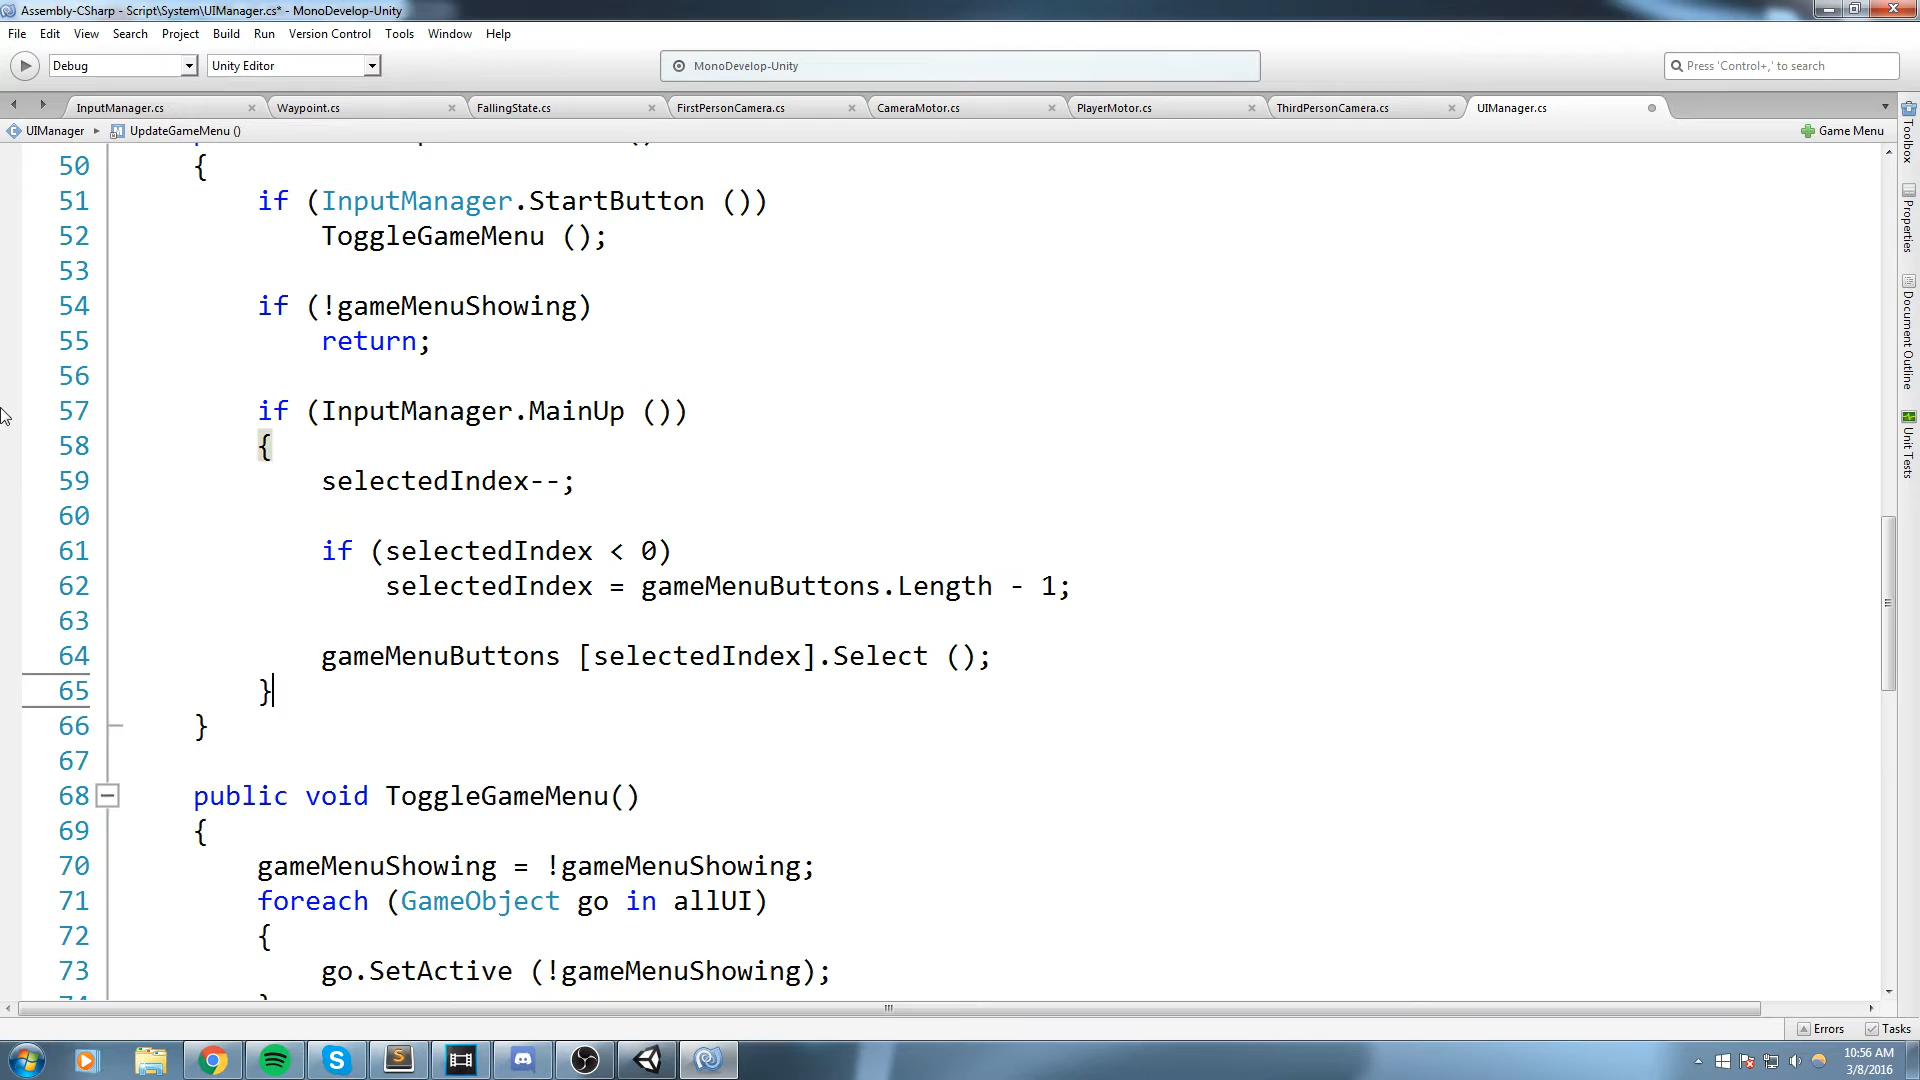 Assembly-CSharp - Script\System\UIManager.cs* - MonoDevelop-Unity
File Edit View Search Project Build Run Version Control Tools Window Help
Debug Unity Editor MonoDevelop-Unity Press 'Control+,' to search
InputManager.cs Waypoint.cs FallingState.cs FirstPersonCamera.cs CameraMotor.cs PlayerMotor.cs ThirdPersonCamera.cs UIManager.cs
UIManager UpdateGameMenu () Game Menu
50 {
51 if (InputManager.StartButton ())
52 ToggleGameMenu ();
53
54 if (!gameMenuShowing)
55 return;
56
57 if (InputManager.MainUp ())
58 {
59 selectedIndex--;
60
61 if (selectedIndex < 0)
62 selectedIndex = gameMenuButtons.Length - 1;
63
64 gameMenuButtons [selectedIndex].Select ();
65 }
66 }
67
68 public void ToggleGameMenu()
69 {
70 gameMenuShowing = !gameMenuShowing;
71 foreach (GameObject go in allUI)
72 {
73 go.SetActive (!gameMenuShowing);
Toolbox
Properties
Document Outline
Unit Tests
Errors Tasks
10:56 AM
3/8/2016